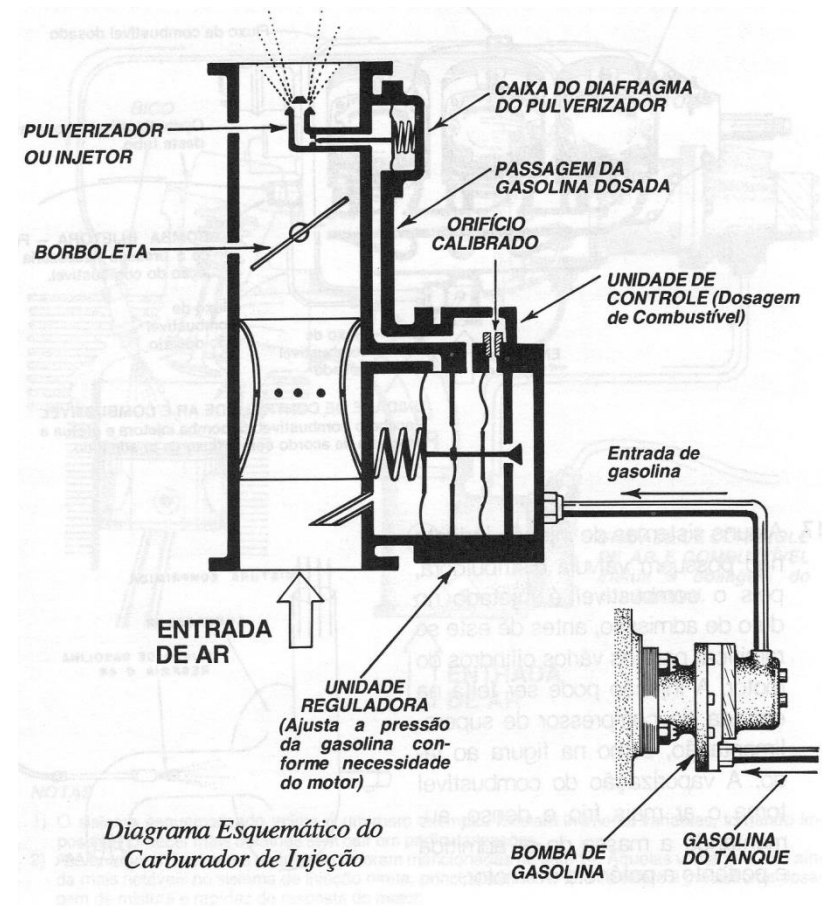 CAIXA DO DIAFRAGMA
DO PULVERIZADOR
PULVERIZADOR
OU INJETOR
PASSAGEM DA
GASOLINA DOSADA
ORIFÍCIO
CALIBRADO
BORBOLETA
UNIDADE DE
CONTROLE (Dosagem
de Combustível)
Entrada de
gasolina
ENTRADA
DE AR
UNIDADE
REGULADORA
(Ajusta a pressão
da gasolina con-
forme necessidade
do motor)
Diagrama Esquemático do
Carburador de Injeção
BOMBA DE
GASOLINA
GASOLINA
DO TANQUE